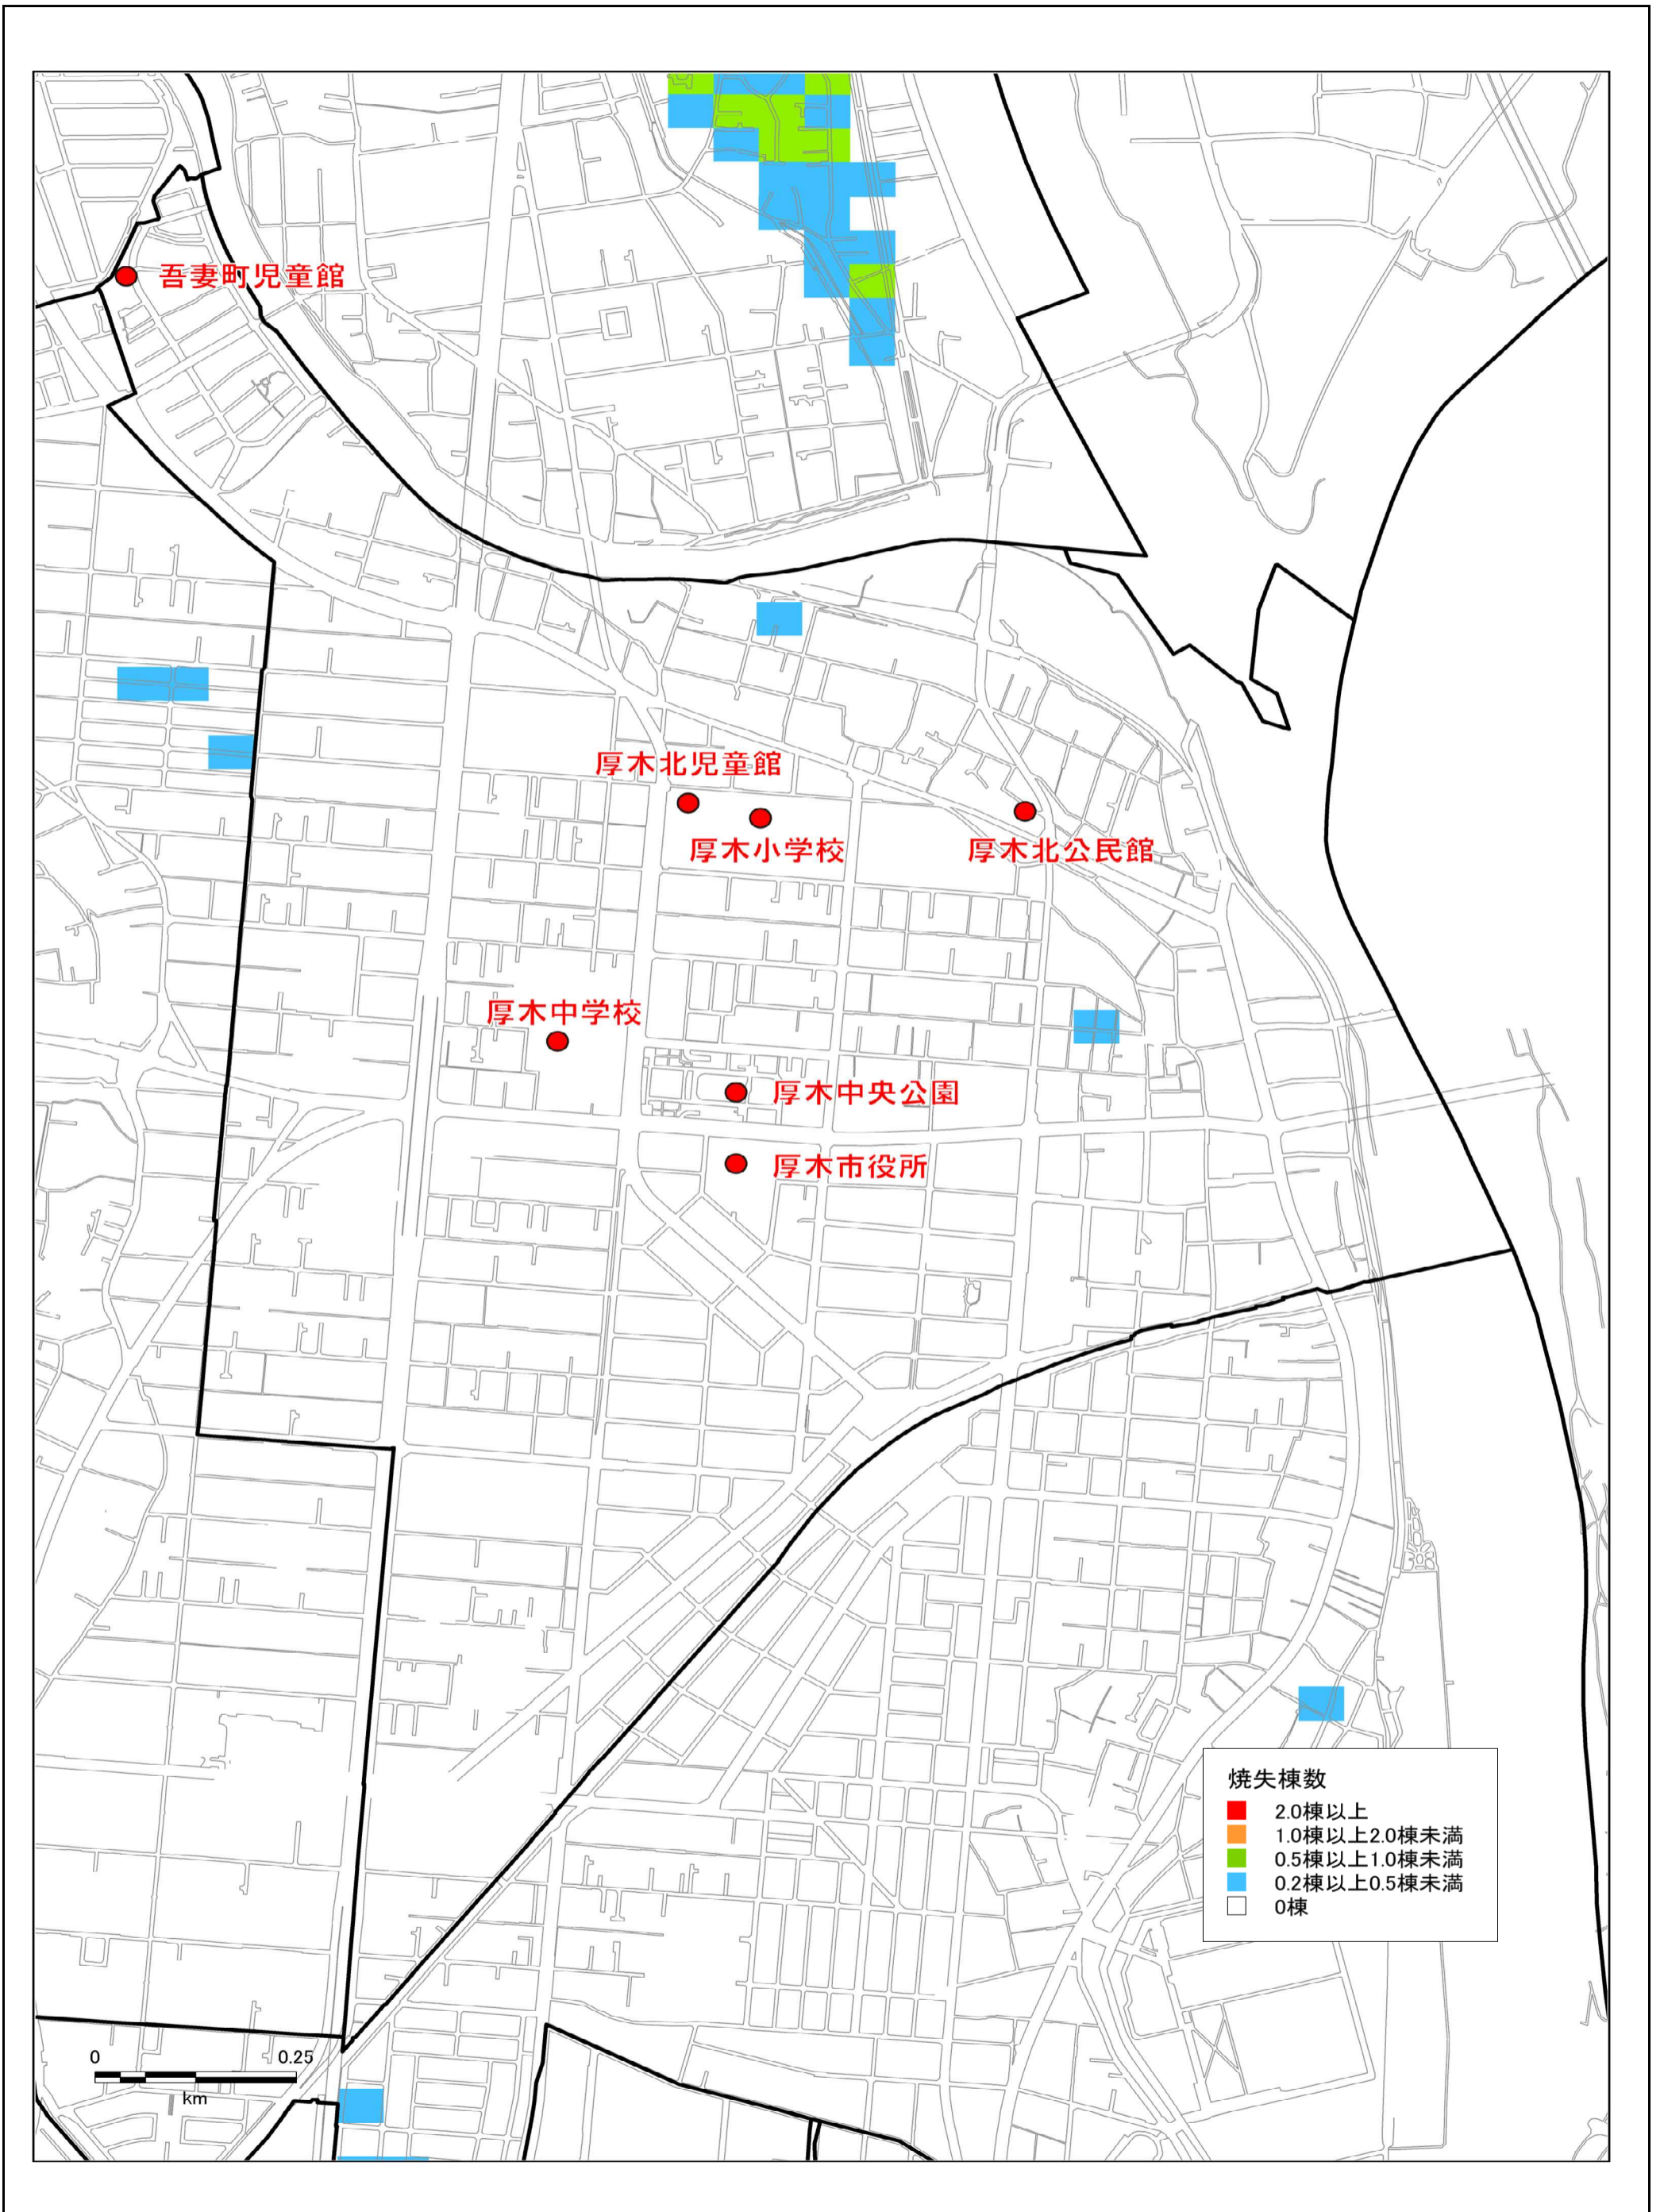 吾妻町児童館
厚木北児童館
厚木小学校
厚木北公民館
厚木中学校
厚木中央公園
厚木市役所
焼失棟数
2.0棟以上
1.0棟以上2.0棟未満
0.5棟以上1.0棟未満
0.2棟以上0.5棟未満
0棟
0 0.25
km